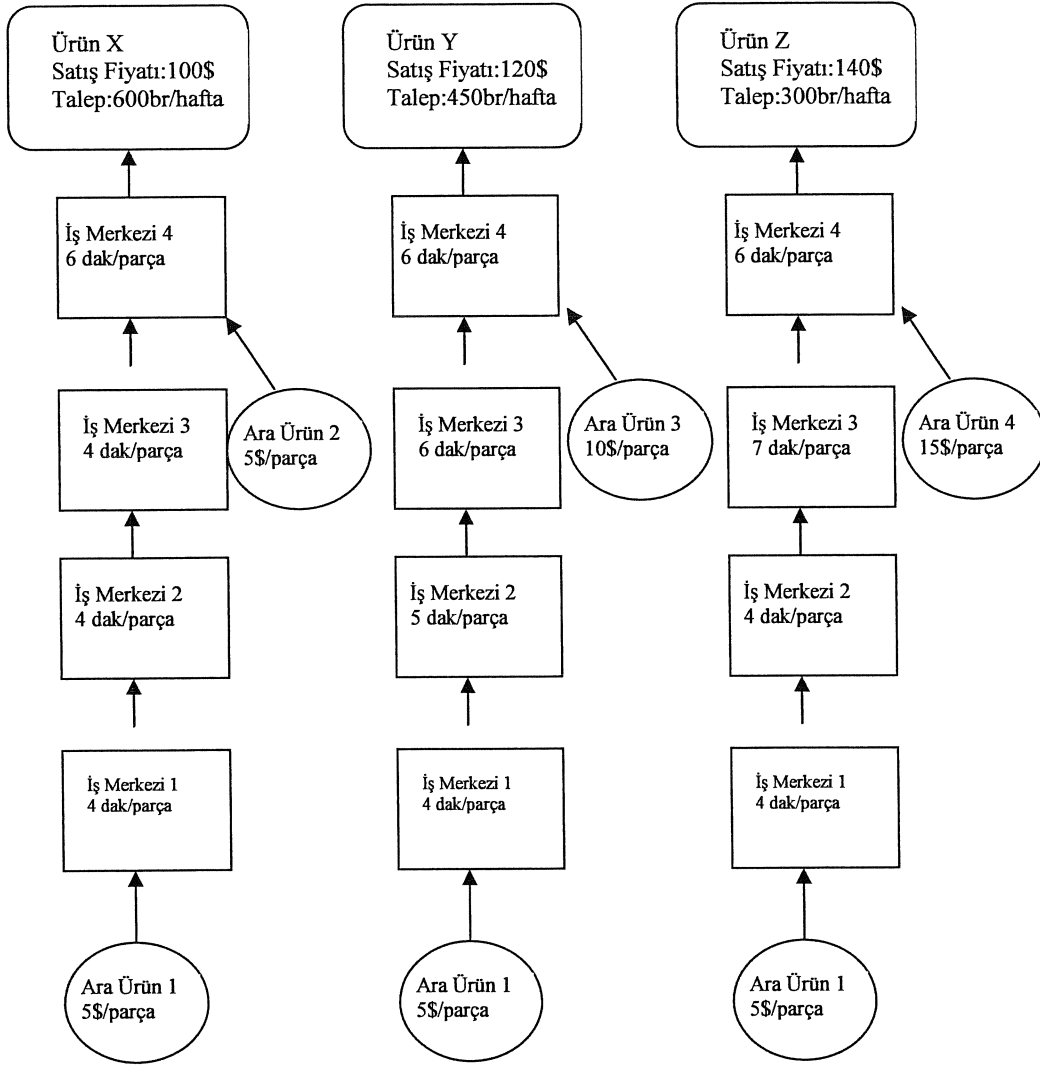 Ürün X
Satış Fiyatı:100$
Talep:600br/hafta
Ürün Y
Satış Fiyatı:120$
Talep:450br/hafta
Ürün Z
Satış Fiyatı:140$
Talep:300br/hafta
İş Merkezi 4
6 dak/parça
İş Merkezi 4
6 dak/parça
İş Merkezi 4
6 dak/parça
İş Merkezi 3
4 dak/parça
Ara Ürün 2
5$/parça
İş Merkezi 3
6 dak/parça
Ara Ürün 3
10$/parça
İş Merkezi 3
7 dak/parça
Ara Ürün 4
15$/parça
İş Merkezi 2
4 dak/parça
İş Merkezi 2
5 dak/parça
İş Merkezi 2
4 dak/parça
İş Merkezi 1
4 dak/parça
İş Merkezi 1
4 dak/parça
İş Merkezi 1
4 dak/parça
Ara Ürün 1
5$/parça
Ara Ürün 1
5$/parça
Ara Ürün 1
5$/parça